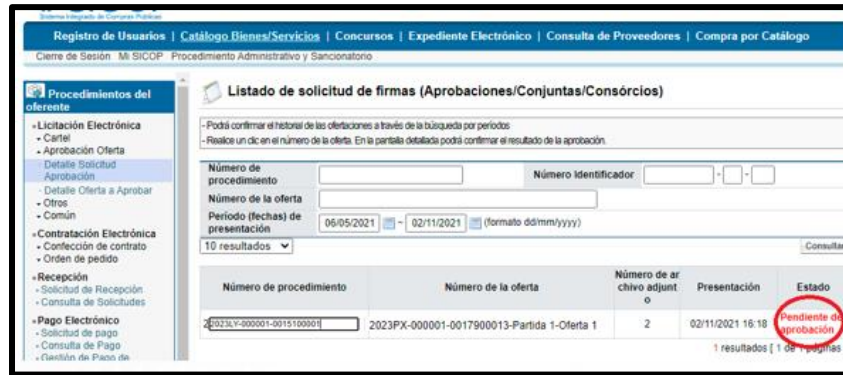 Sistema Integrado de Compras Públicas
Registro de Usuarios | Catálogo Bienes/Servicios | Concursos | Expediente Electrónico | Consulta de Proveedores | Compra por Catálogo
Cierre de Sesión Mi SICOP Procedimiento Administrativo y Sancionatorio
Procedimientos del
oferente
Licitación Electrónica
Cartel
Aprobación Oferta
Detalle Solicitud
Aprobación
Detalle Oferta a Aprobar
Otros
Común
Contratación Electrónica
Confección de contrato
Orden de pedido
Recepción
Solicitud de Recepción
Consulta de Solicitudes
Pago Electrónico
Solicitud de pago
Consulta de Pago
Gestión de Pago de
Listado de solicitud de firmas (Aprobaciones/Conjuntas/Consórcios)
- Podrá confirmar el historial de las ofertaciones a través de la búsqueda por períodos
- Realice un clic en el número de la oferta. En la pantalla detallada podrá confirmar el resultado de la aprobación.
Número de
procedimiento
Número Identificador - -
Número de la oferta
Período (fechas) de
presentación
06/05/2021 ~ 02/11/2021 (formato dd/mm/yyyy)
10 resultados
Consultar
Número de procedimiento
Número de la oferta
Número de ar
chivo adjunt
o
Presentación
Estado
2023LY-000001-0015100001
2023PX-000001-0017900013-Partida 1-Oferta 1
2
02/11/2021 16:18
Pendiente de
aprobación
1 resultados [ 1 de 1 páginas